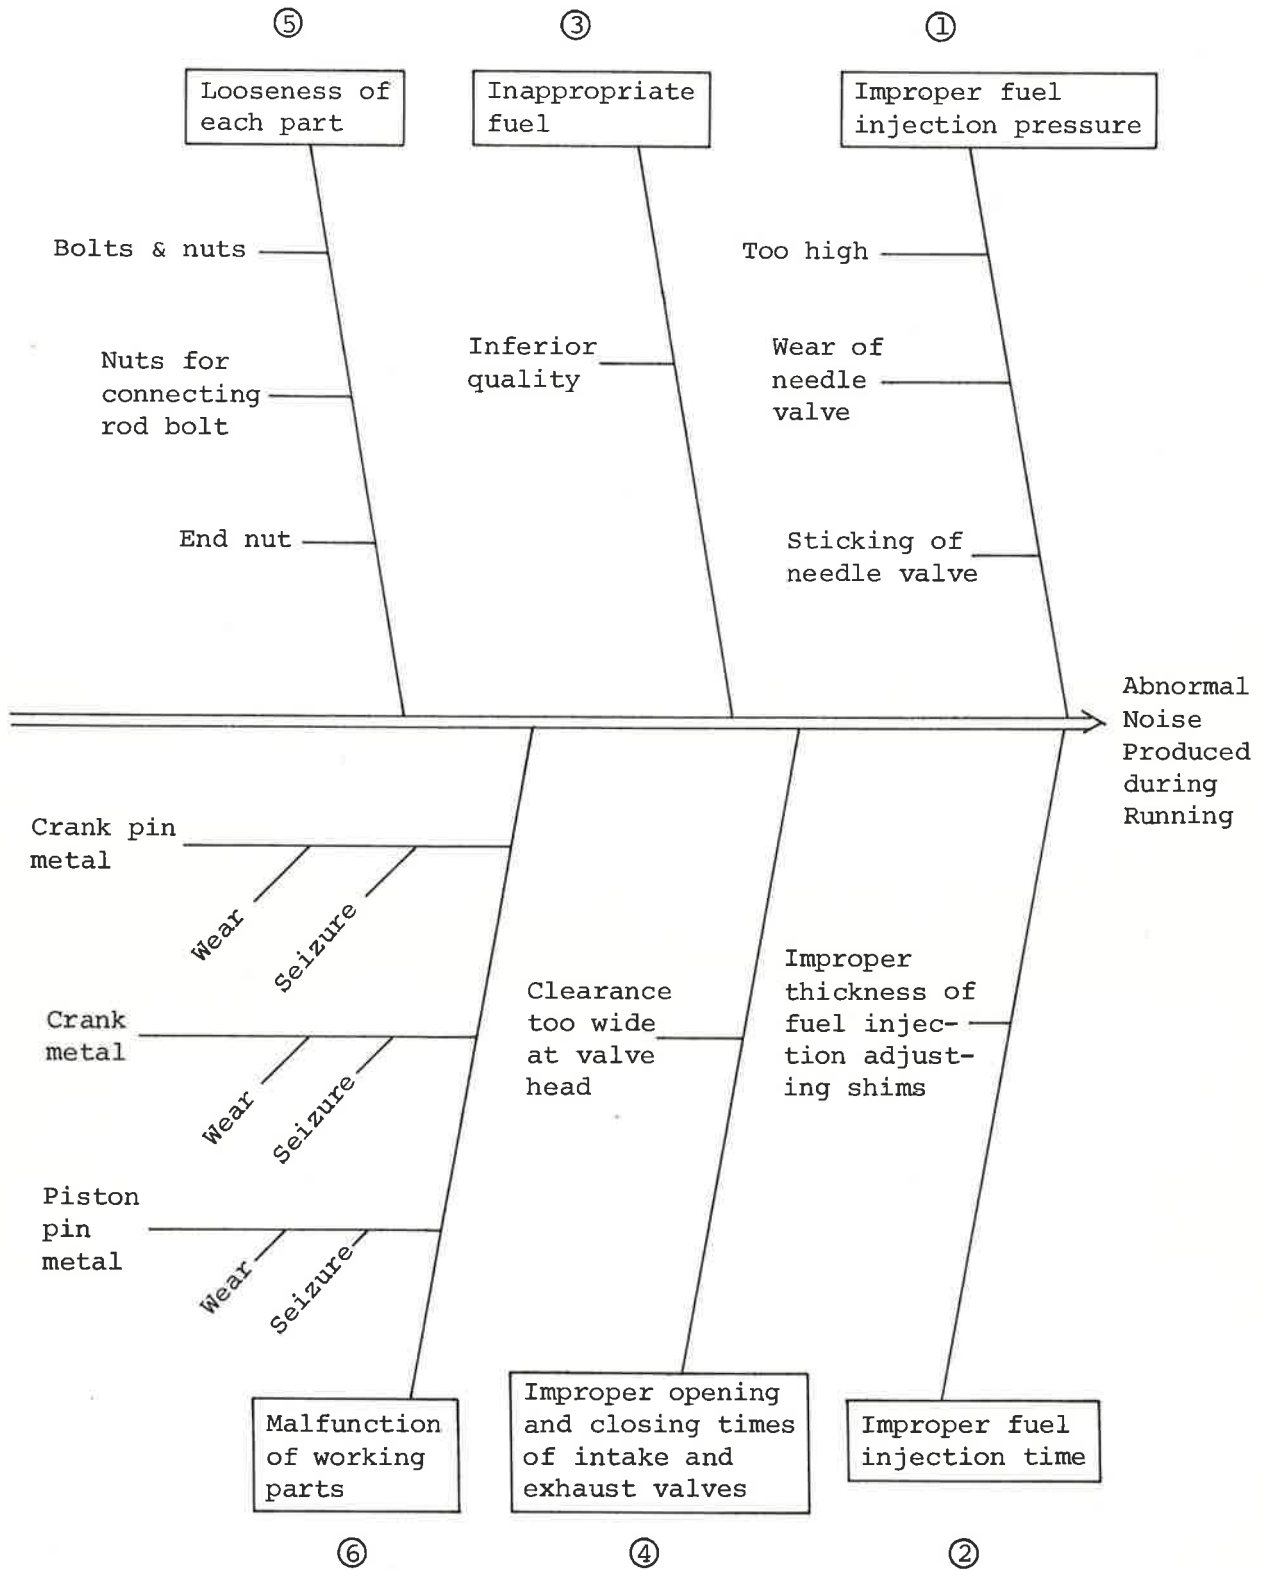 ⑤
③
①
Looseness of
each part
Inappropriate
fuel
Improper fuel
injection pressure
Bolts & nuts
Nuts for
connecting
rod bolt
End nut
Inferior
quality
Too high
Wear of
needle
valve
Sticking of
needle valve
Abnormal
Noise
Produced
during
Running
Crank pin
metal
Wear
Seizure
Crank
metal
Wear
Seizure
Piston
pin
metal
Wear
Seizure
Clearance
too wide
at valve
head
Improper
thickness of
fuel injec-
tion adjust-
ing shims
Malfunction
of working
parts
Improper opening
and closing times
of intake and
exhaust valves
Improper fuel
injection time
⑥
④
②